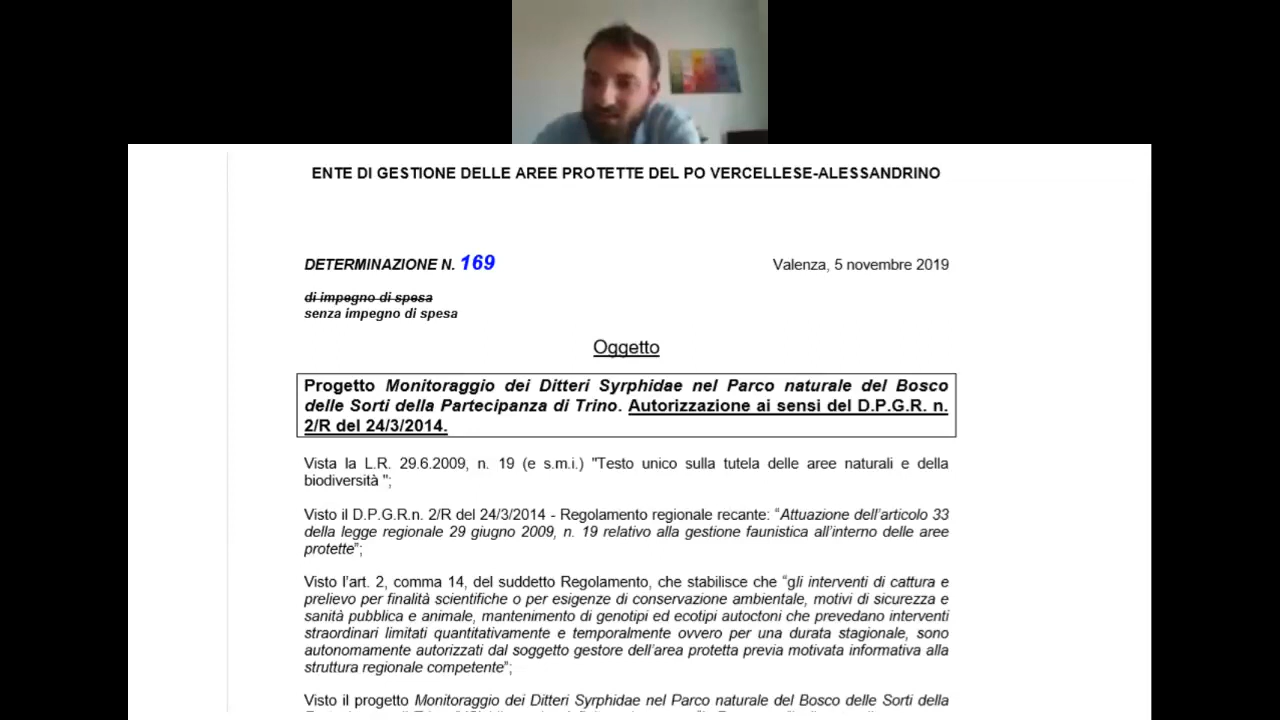 ENTE DI GESTIONE DELLE AREE PROTETTE DEL PO VERCELLESE-ALESSANDRINO
DETERMINAZIONE N. 169
Valenza, 5 novembre 2019
di impegno di spesa
senza impegno di spesa
Oggetto
Progetto Monitoraggio dei Ditteri Syrphidae nel Parco naturale del Bosco
delle Sorti della Partecipanza di Trino. Autorizzazione ai sensi del D.P.G.R. n.
2/R del 24/3/2014.
Vista la L.R. 29.6.2009, n. 19 (e s.m.i.) "Testo unico sulla tutela delle aree naturali e della
biodiversità ";
Visto il D.P.G.R.n. 2/R del 24/3/2014 - Regolamento regionale recante: “Attuazione dell’articolo 33
della legge regionale 29 giugno 2009, n. 19 relativo alla gestione faunistica all’interno delle aree
protette”;
Visto l’art. 2, comma 14, del suddetto Regolamento, che stabilisce che “gli interventi di cattura e
prelievo per finalità scientifiche o per esigenze di conservazione ambientale, motivi di sicurezza e
sanità pubblica e animale, mantenimento di genotipi ed ecotipi autoctoni che prevedano interventi
straordinari limitati quantitativamente e temporalmente ovvero per una durata stagionale, sono
autonomamente autorizzati dal soggetto gestore dell’area protetta previa motivata informativa alla
struttura regionale competente”;
Visto il progetto Monitoraggio dei Ditteri Syrphidae nel Parco naturale del Bosco delle Sorti della